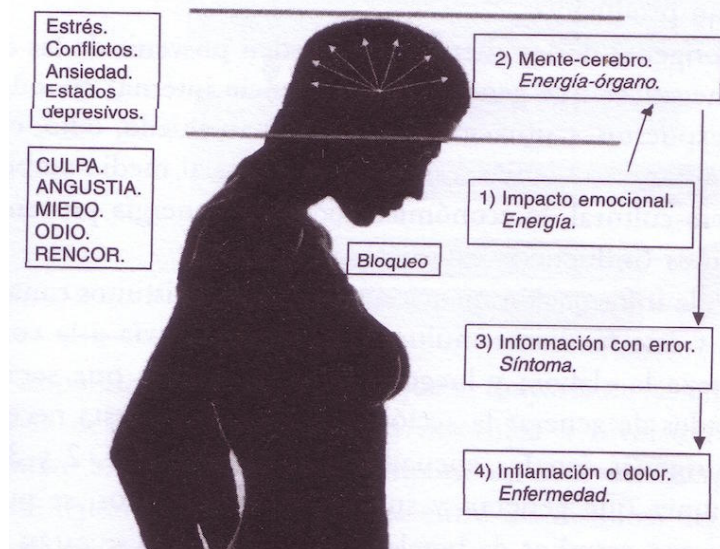 Estrés.
Conflictos.
Ansiedad.
Estados
depresivos.
CULPA.
ANGUSTIA.
MIEDO.
ODIO.
RENCOR.
Bloqueo
2) Mente-cerebro.
Energía-órgano.
1) Impacto emocional.
Energía.
3) Información con error.
Síntoma.
4) Inflamación o dolor.
Enfermedad.